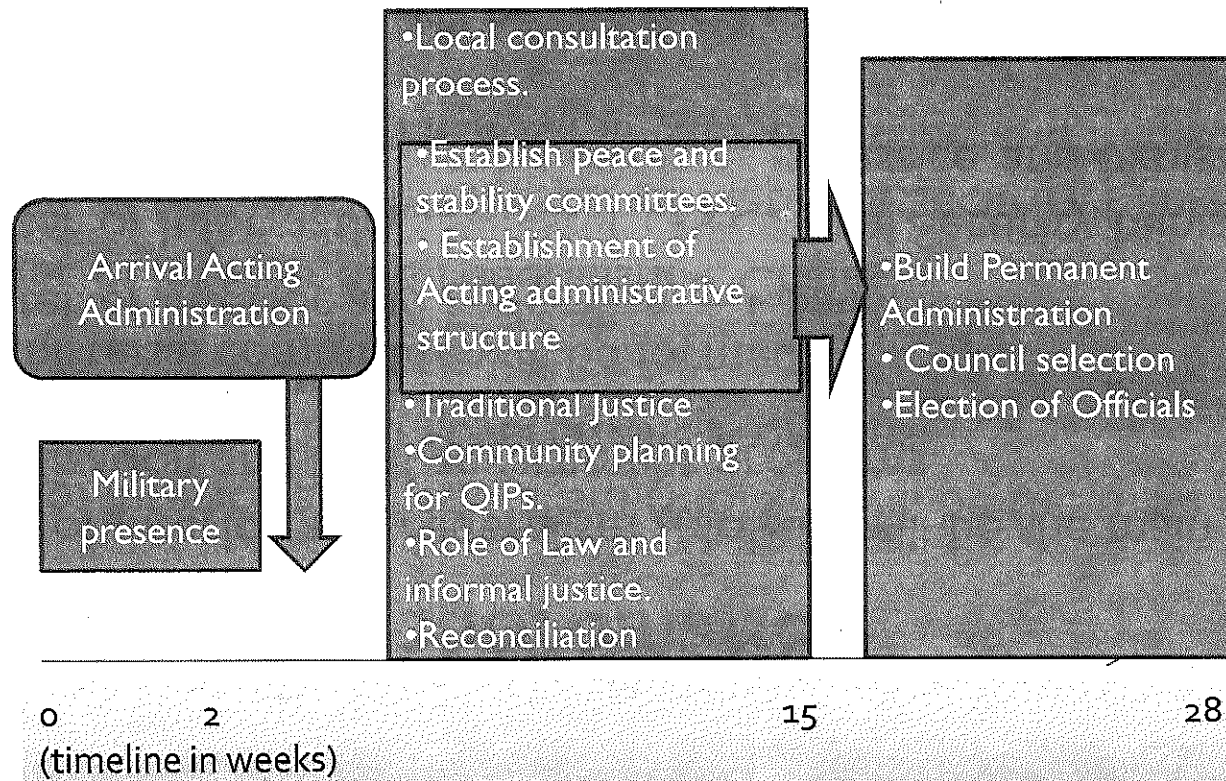 Arrival Acting
Administration
Military
presence
•Local consultation
process.
•Establish peace and
stability committees.
• Establishment of
Acting administrative
structure
•Traditional Justice
•Community planning
for QIPs.
•Role of Law and
informal justice.
•Reconciliation
•Build Permanent
Administration
• Council selection
•Election of Officials
0 2 15 28
(timeline in weeks)